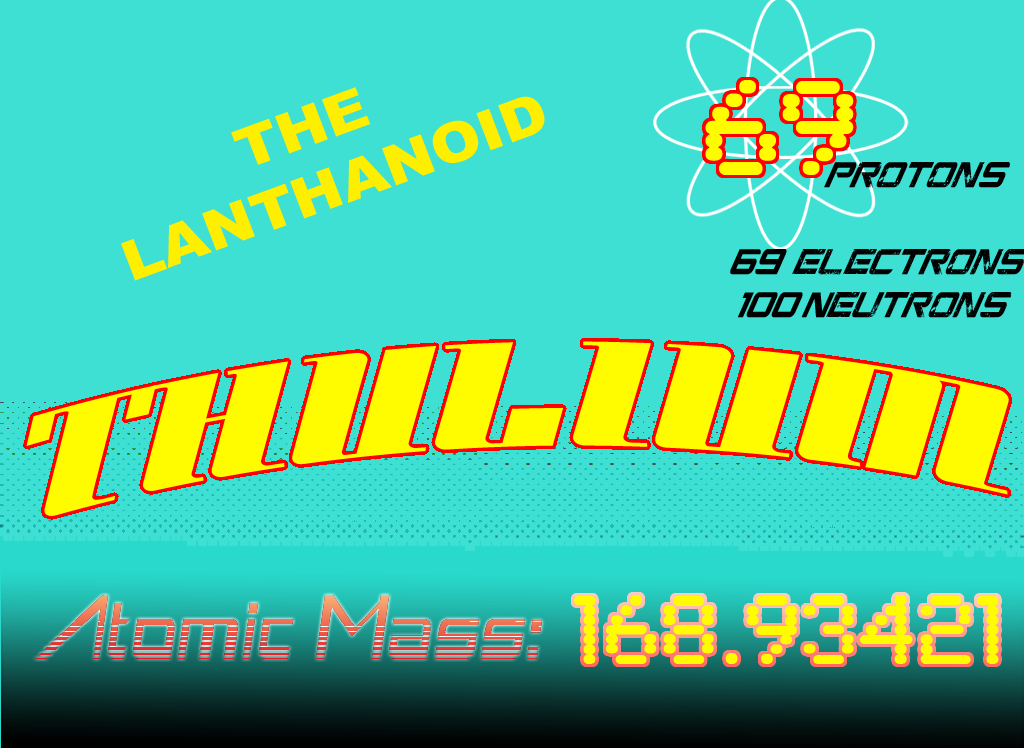 THE
LANTHANOID
69
PROTONS
69 ELECTRONS
100 NEUTRONS
THULIUM
Atomic Mass: 168.93421